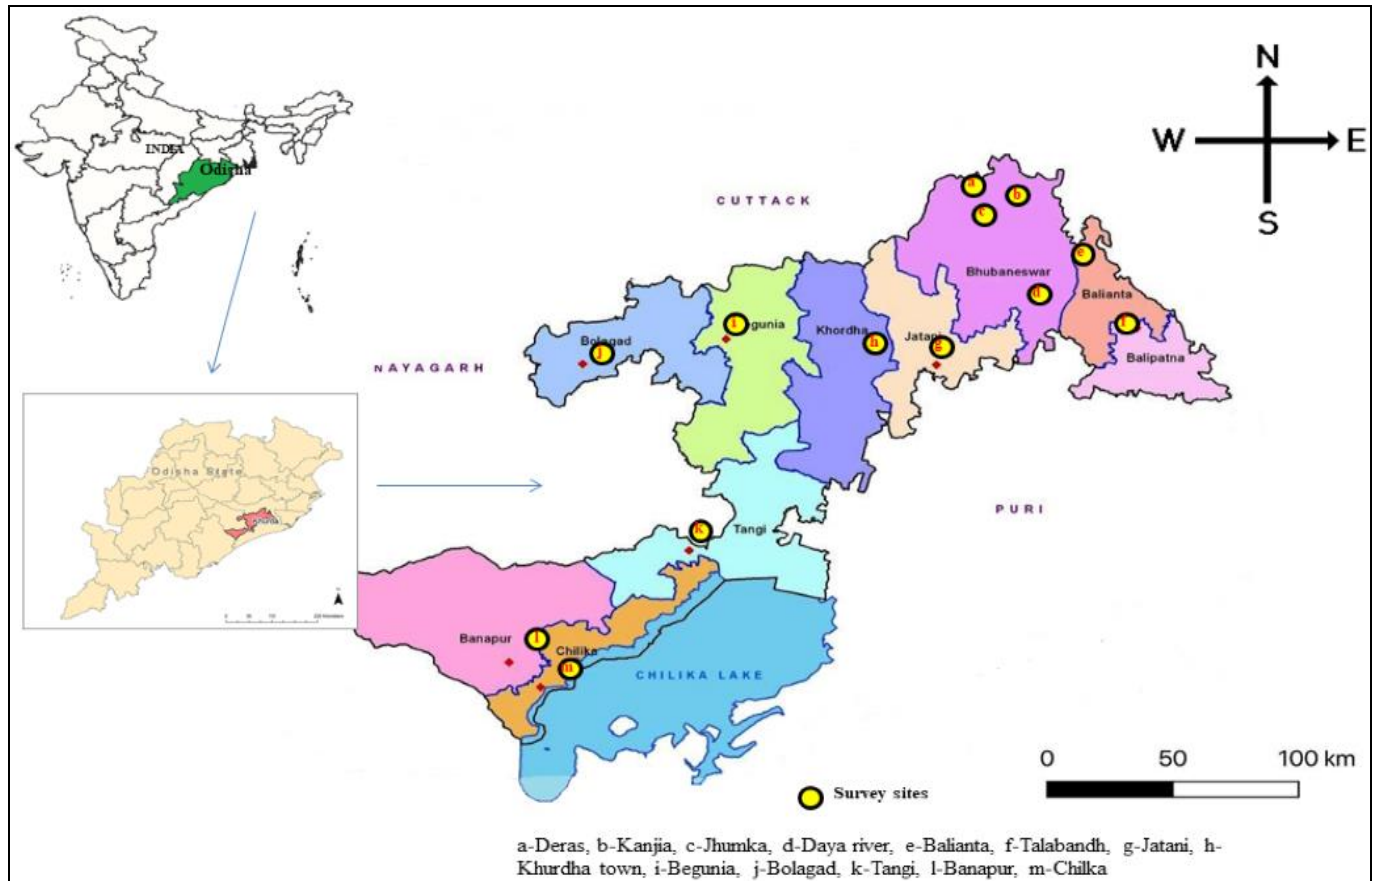 INDIA
Odisha
N
W E
S
CUTTACK
a
b
c
Bhubaneswar
e
d
Balianta
f
Balipatna
i
gunia
Khordha
h
Jatani
g
Bolagad
j
NAYAGARH
Odisha State
Khurda
PURI
k
Tangi
Banapur
l
Chilika
m
CHILIKA LAKE
0 50 100 km
Survey sites
a-Deras, b-Kanjia, c-Jhumka, d-Daya river, e-Balianta, f-Talabandh, g-Jatani, h-
Khurdha town, i-Begunia, j-Bolagad, k-Tangi, l-Banapur, m-Chilka